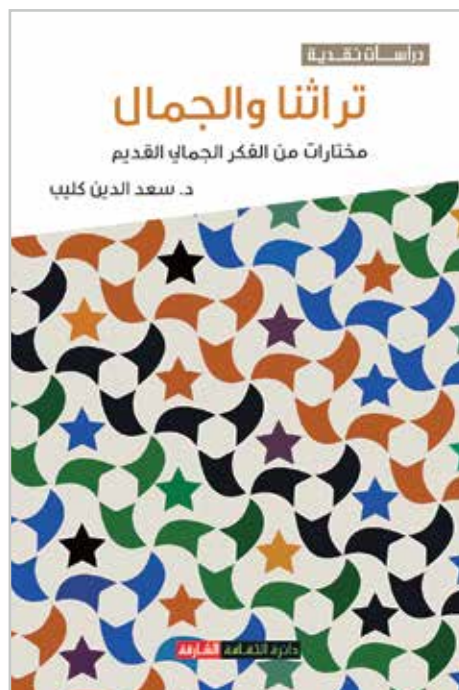 دراسات نقدية
تراثنا والجمال
مختارات من الفكر الجمالي القديم
د. سعد الدين كليب
دائرة الثقافة الشارقة